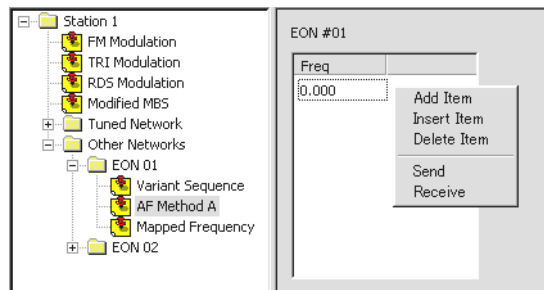 Station 1
FM Modulation
TRI Modulation
RDS Modulation
Modified MBS
Tuned Network
Other Networks
EON 01
Variant Sequence
AF Method A
Mapped Frequency
EON 02
EON #01
Freq
0.000
Add Item
Insert Item
Delete Item
Send
Receive